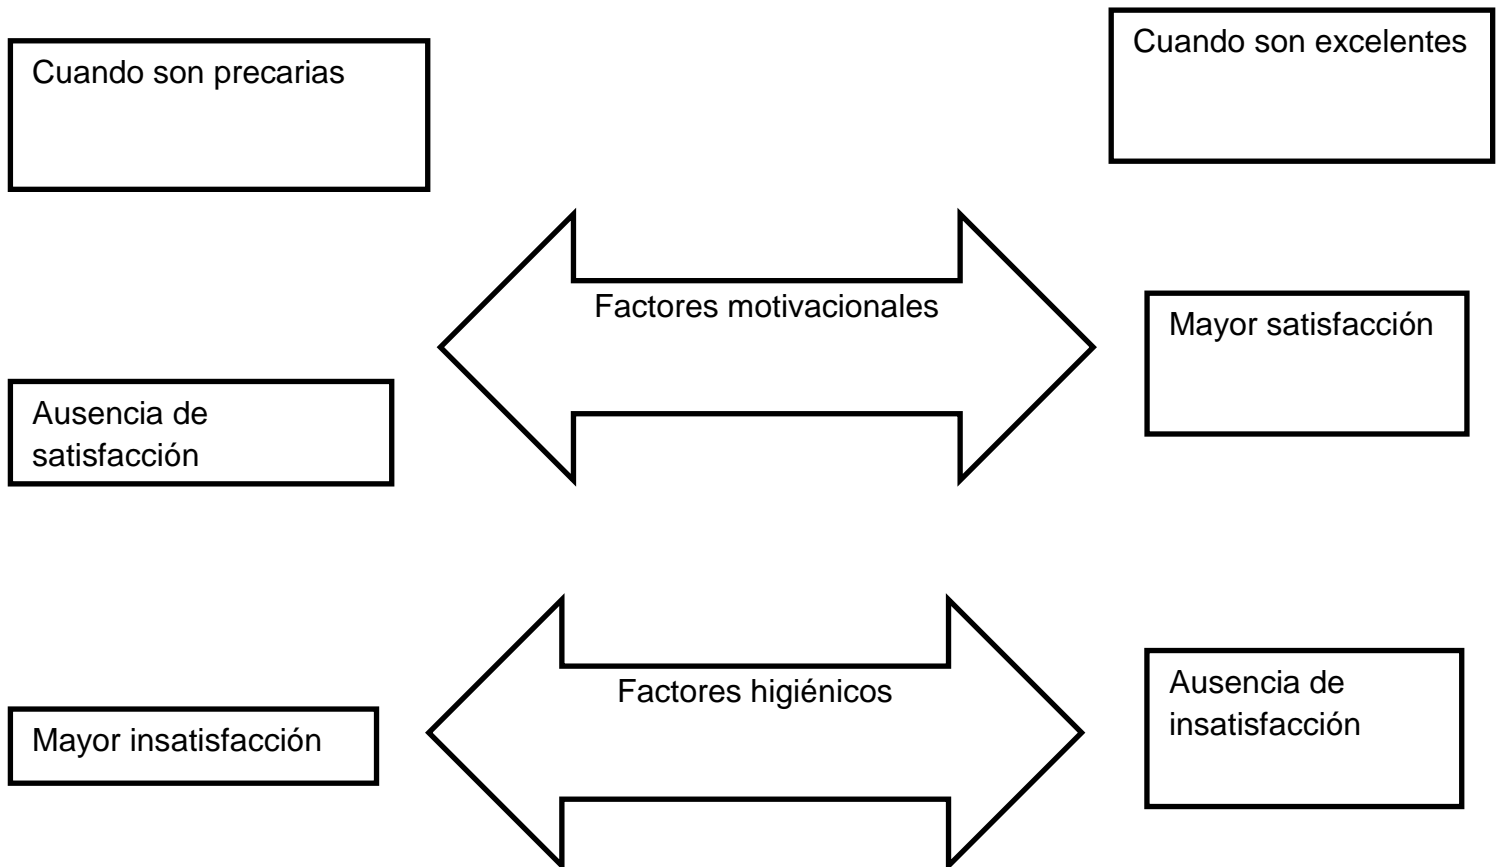 Cuando son precarias
Cuando son excelentes
Factores motivacionales
Mayor satisfacción
Ausencia de
satisfacción
Factores higiénicos
Ausencia de
insatisfacción
Mayor insatisfacción